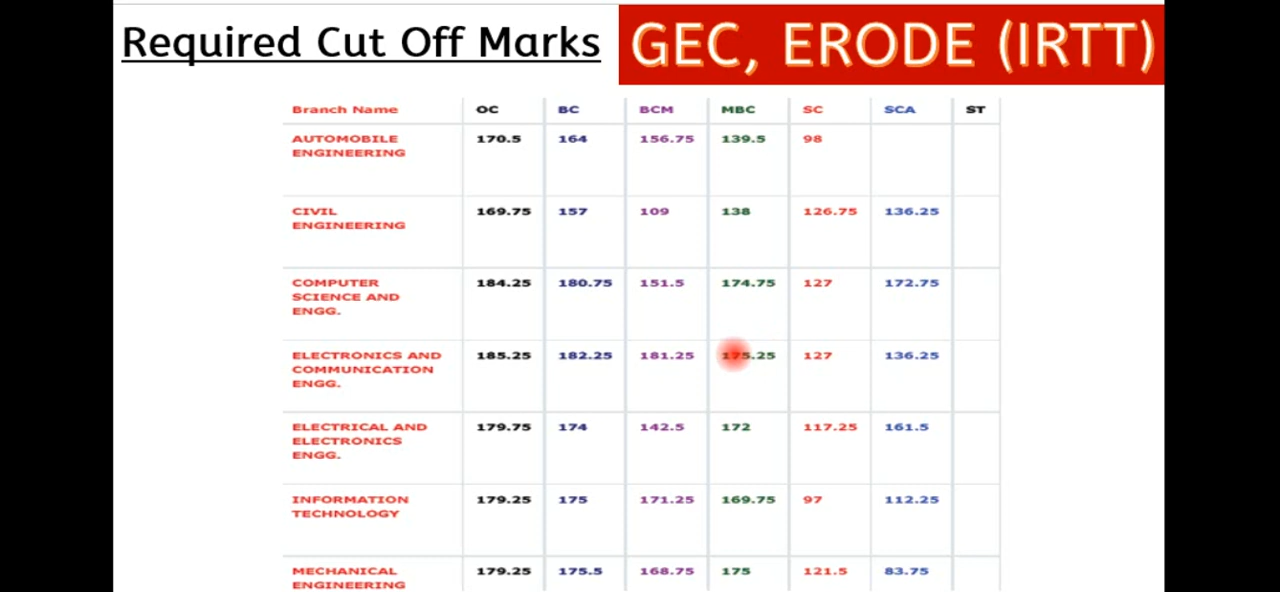 Required Cut Off Marks GEC, ERODE (IRTT)
Branch Name OC BC BCM MBC SC SCA ST
AUTOMOBILE 170.5 164 156.75 139.5 98
ENGINEERING
CIVIL 169.75 157 109 138 126.75 136.25
ENGINEERING
COMPUTER 184.25 180.75 151.5 174.75 127 172.75
SCIENCE AND
ENGG.
ELECTRONICS AND 185.25 182.25 181.25 175.25 127 136.25
COMMUNICATION
ENGG.
ELECTRICAL AND 179.75 174 142.5 172 117.25 161.5
ELECTRONICS
ENGG.
INFORMATION 179.25 175 171.25 169.75 97 112.25
TECHNOLOGY
MECHANICAL 179.25 175.5 168.75 175 121.5 83.75
ENGINEERING